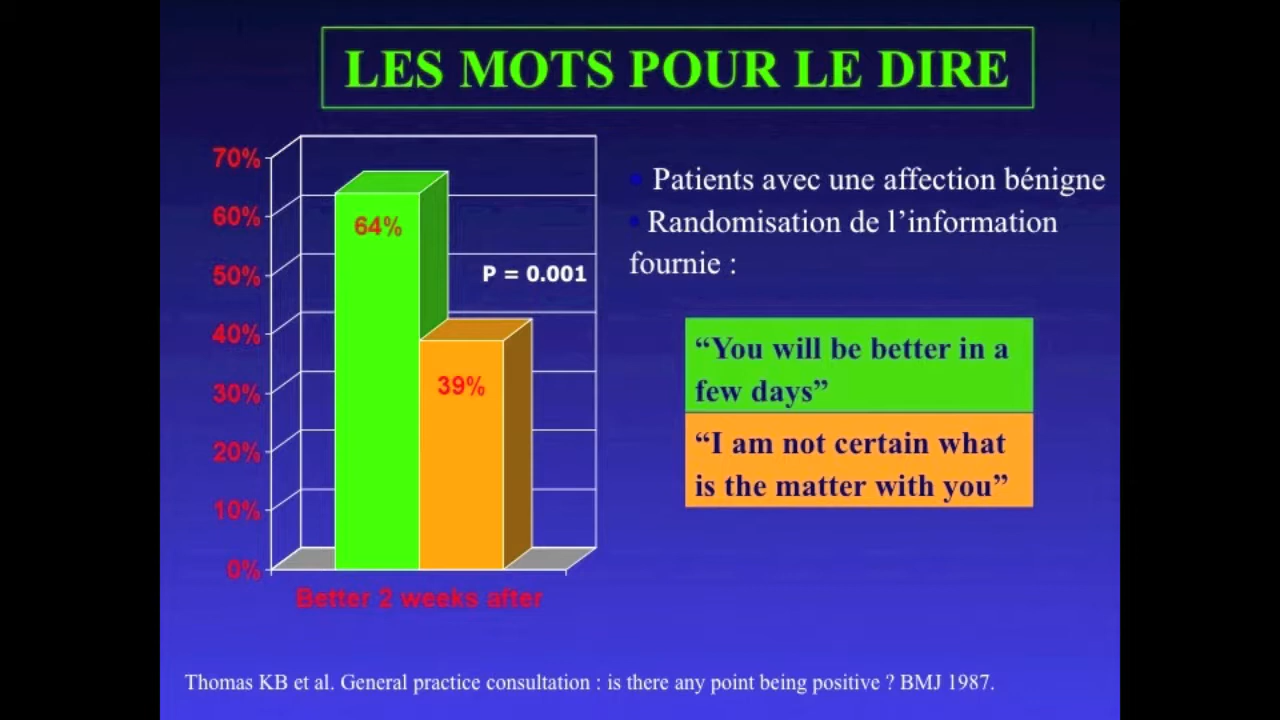 LES MOTS POUR LE DIRE
70%
60%
50%
40%
30%
20%
10%
0%
64%
39%
P = 0.001
Better 2 weeks after
• Patients avec une affection bénigne
• Randomisation de l’information
fournie :
“You will be better in a
few days”
“I am not certain what
is the matter with you”
Thomas KB et al. General practice consultation : is there any point being positive ? BMJ 1987.